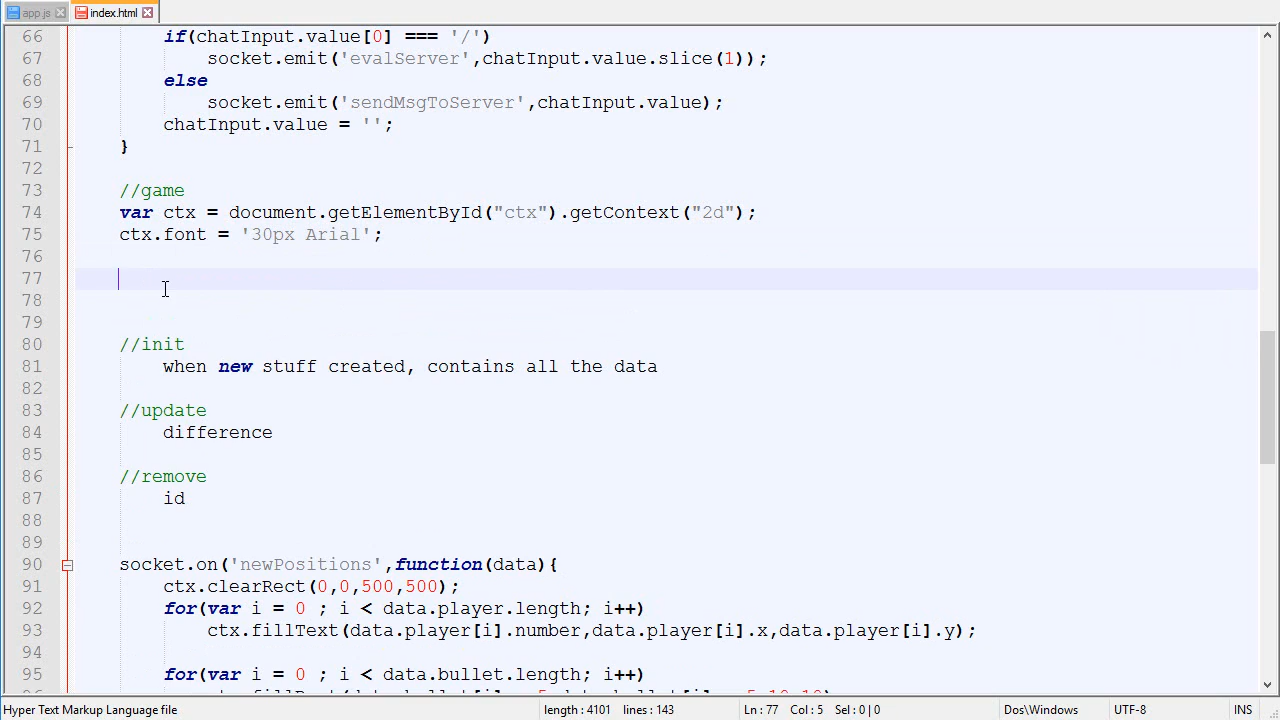 app.js index.html
66 if(chatInput.value[0] === '/')
67 socket.emit('evalServer',chatInput.value.slice(1));
68 else
69 socket.emit('sendMsgToServer',chatInput.value);
70 chatInput.value = '';
71 }
72
73 //game
74 var ctx = document.getElementById("ctx").getContext("2d");
75 ctx.font = '30px Arial';
76
77
78
79
80 //init
81 when new stuff created, contains all the data
82
83 //update
84 difference
85
86 //remove
87 id
88
89
90 socket.on('newPositions',function(data){
91 ctx.clearRect(0,0,500,500);
92 for(var i = 0 ; i < data.player.length; i++)
93 ctx.fillText(data.player[i].number,data.player[i].x,data.player[i].y);
94
95 for(var i = 0 ; i < data.bullet.length; i++)
Hyper Text Markup Language file length : 4101 lines : 143 Ln : 77 Col : 5 Sel : 0 | 0 Dos\Windows UTF-8 INS